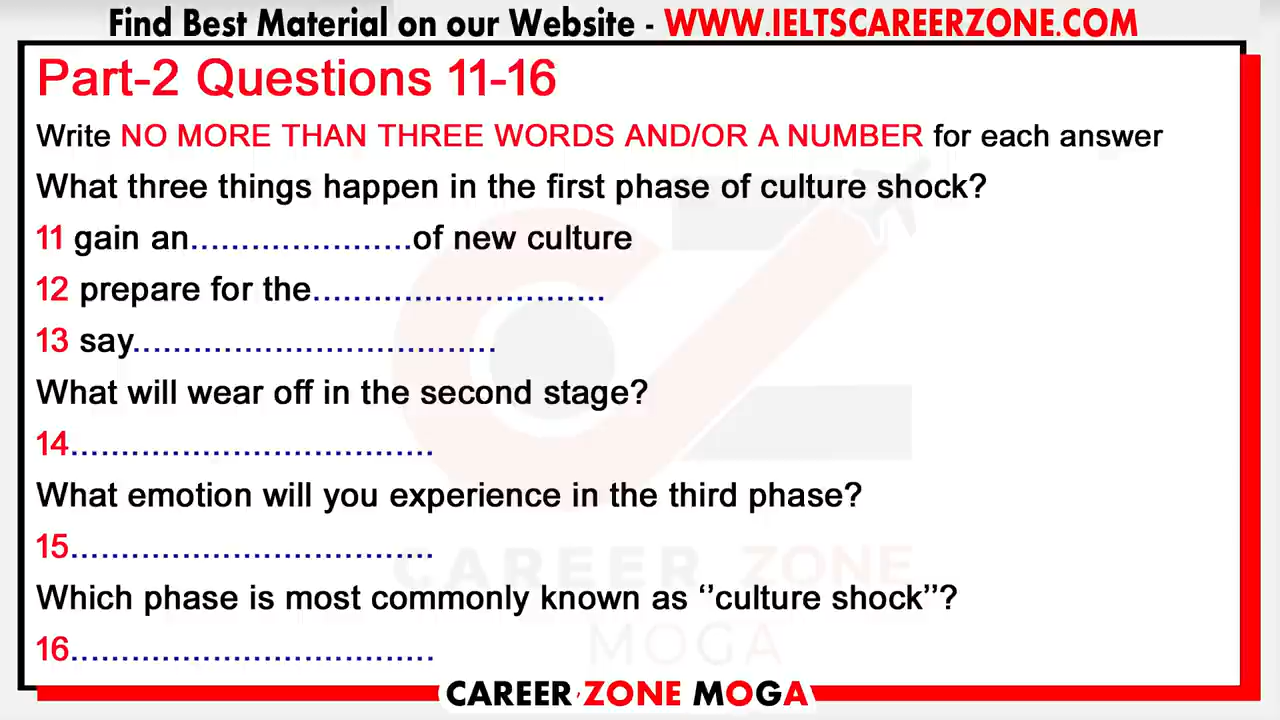 Find Best Material on our Website - WWW.IELTSCAREERZONE.COM
Part-2 Questions 11-16
Write NO MORE THAN THREE WORDS AND/OR A NUMBER for each answer
What three things happen in the first phase of culture shock?
11 gain an......................of new culture
12 prepare for the.............................
13 say....................................
What will wear off in the second stage?
14....................................
What emotion will you experience in the third phase?
15....................................
Which phase is most commonly known as ‘’culture shock’’?
16....................................
CAREER ZONE
MOGA
CAREER ZONE MOGA